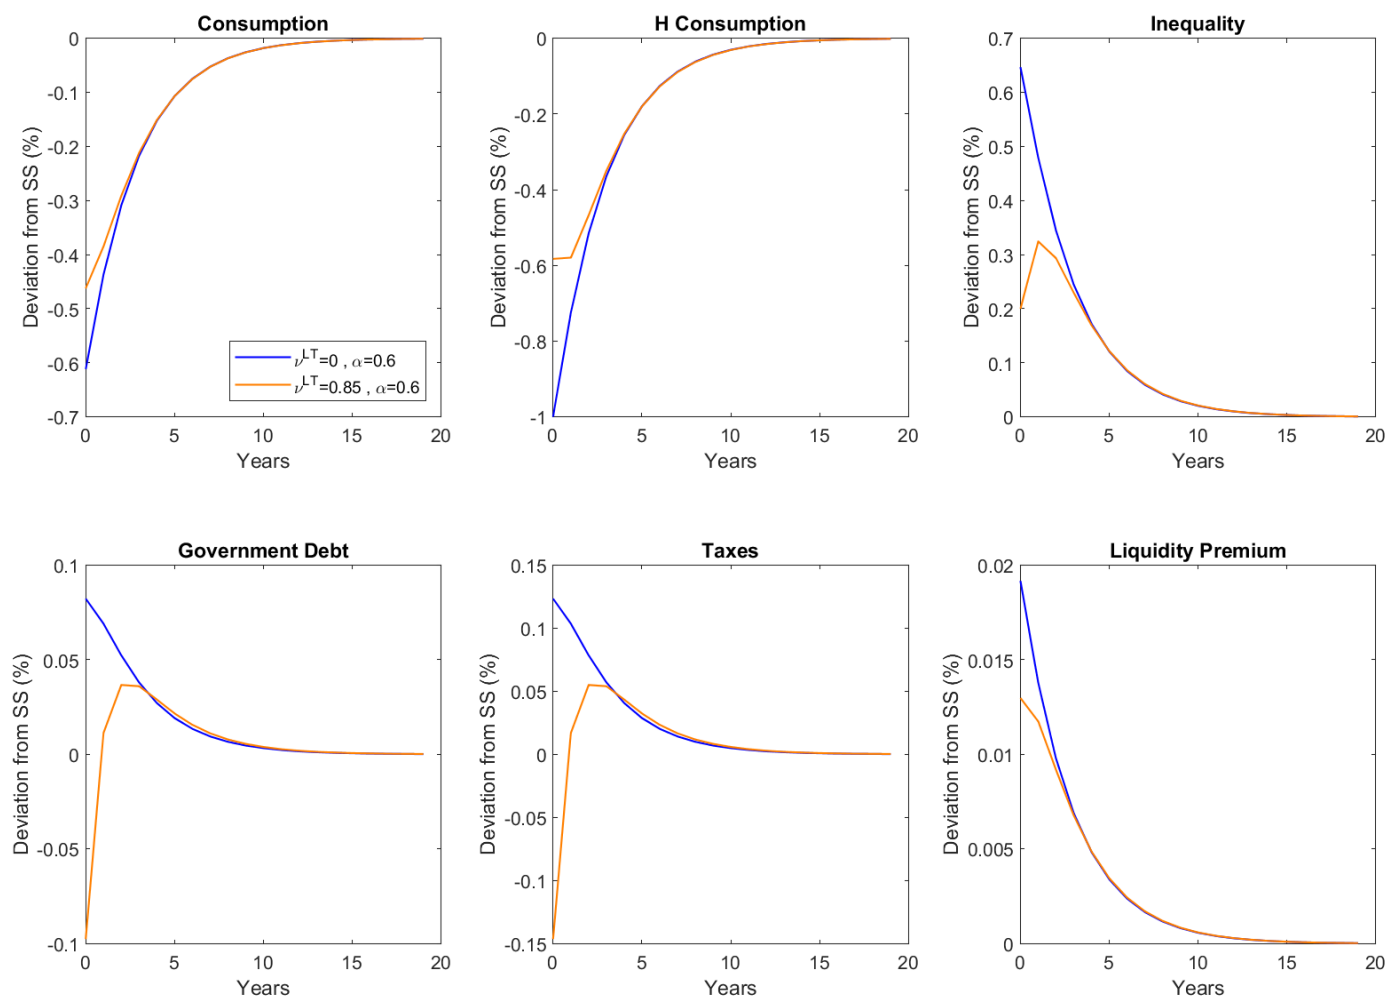 Consumption
Deviation from SS (%)
0
-0.1
-0.2
-0.3
-0.4
-0.5
-0.6
-0.7
νᴸᵀ=0 , α=0.6
νᴸᵀ=0.85 , α=0.6
0 5 10 15 20
Years
H Consumption
Deviation from SS (%)
0
-0.2
-0.4
-0.6
-0.8
-1
0 5 10 15 20
Years
Inequality
Deviation from SS (%)
0.7
0.6
0.5
0.4
0.3
0.2
0.1
0
0 5 10 15 20
Years
Government Debt
Deviation from SS (%)
0.1
0.05
0
-0.05
-0.1
0 5 10 15 20
Years
Taxes
Deviation from SS (%)
0.15
0.1
0.05
0
-0.05
-0.1
-0.15
0 5 10 15 20
Years
Liquidity Premium
Deviation from SS (%)
0.02
0.015
0.01
0.005
0
0 5 10 15 20
Years